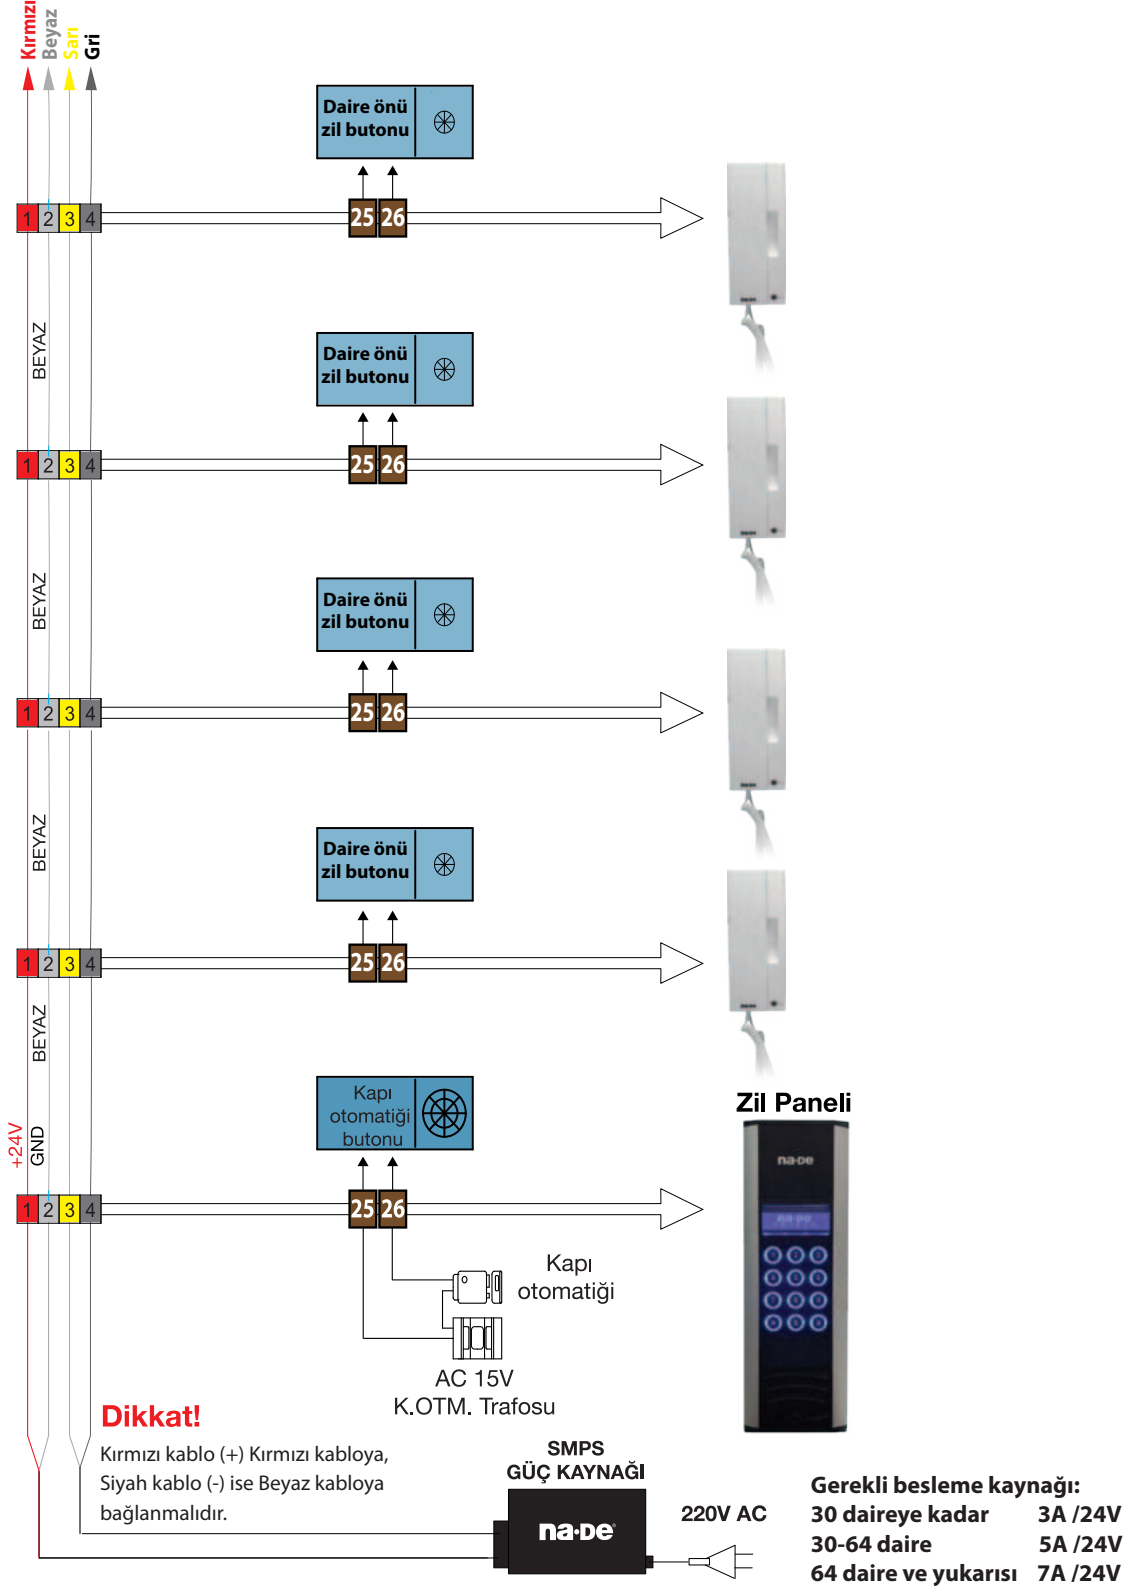 Kırmızı
Beyaz
Sarı
Gri
Daire önü
zil butonu
1 2 3 4
25 26
BEYAZ
Daire önü
zil butonu
1 2 3 4
25 26
BEYAZ
Daire önü
zil butonu
1 2 3 4
25 26
BEYAZ
Daire önü
zil butonu
1 2 3 4
25 26
BEYAZ
Kapı
otomatiği
butonu
+24V
GND
1 2 3 4
25 26
Zil Paneli
na·De
Kapı
otomatiği
AC 15V
K.OTM. Trafosu
Dikkat!
Kırmızı kablo (+) Kırmızı kabloya,
Siyah kablo (-) ise Beyaz kabloya
bağlanmalıdır.
SMPS
GÜÇ KAYNAĞI
na·De
220V AC
Gerekli besleme kaynağı:
30 daireye kadar 3A /24V
30-64 daire 5A /24V
64 daire ve yukarısı 7A /24V